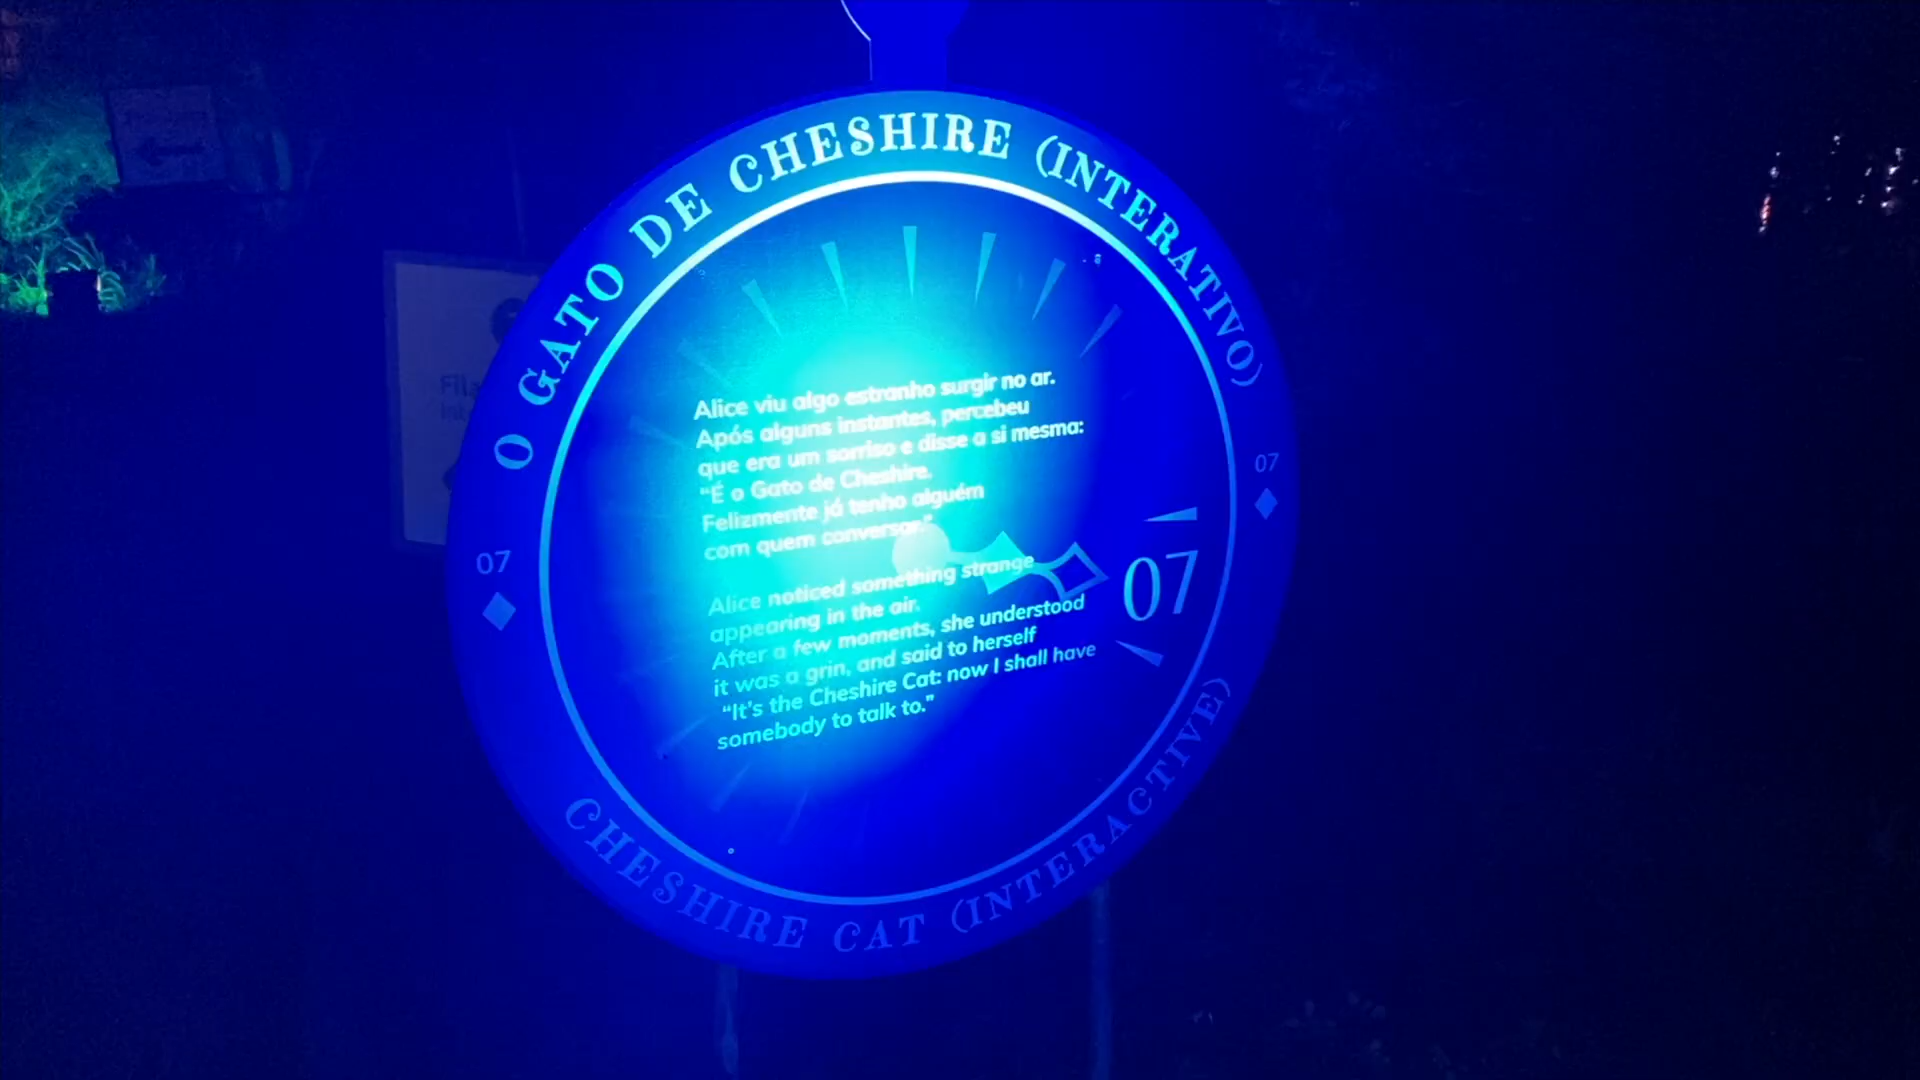 O GATO DE CHESHIRE (INTERATIVO)
Alice viu algo estranho surgir no ar.
Após alguns instantes, percebeu
que era um sorriso e disse a si mesma:
“É o Gato de Cheshire.
Felizmente já tenho alguém
com quem conversar.”
Alice noticed something strange
appearing in the air.
After a few moments, she understood
it was a grin, and said to herself
“It's the Cheshire Cat: now I shall have
somebody to talk to.”
07
07
07
CHESHIRE CAT (INTERACTIVE)